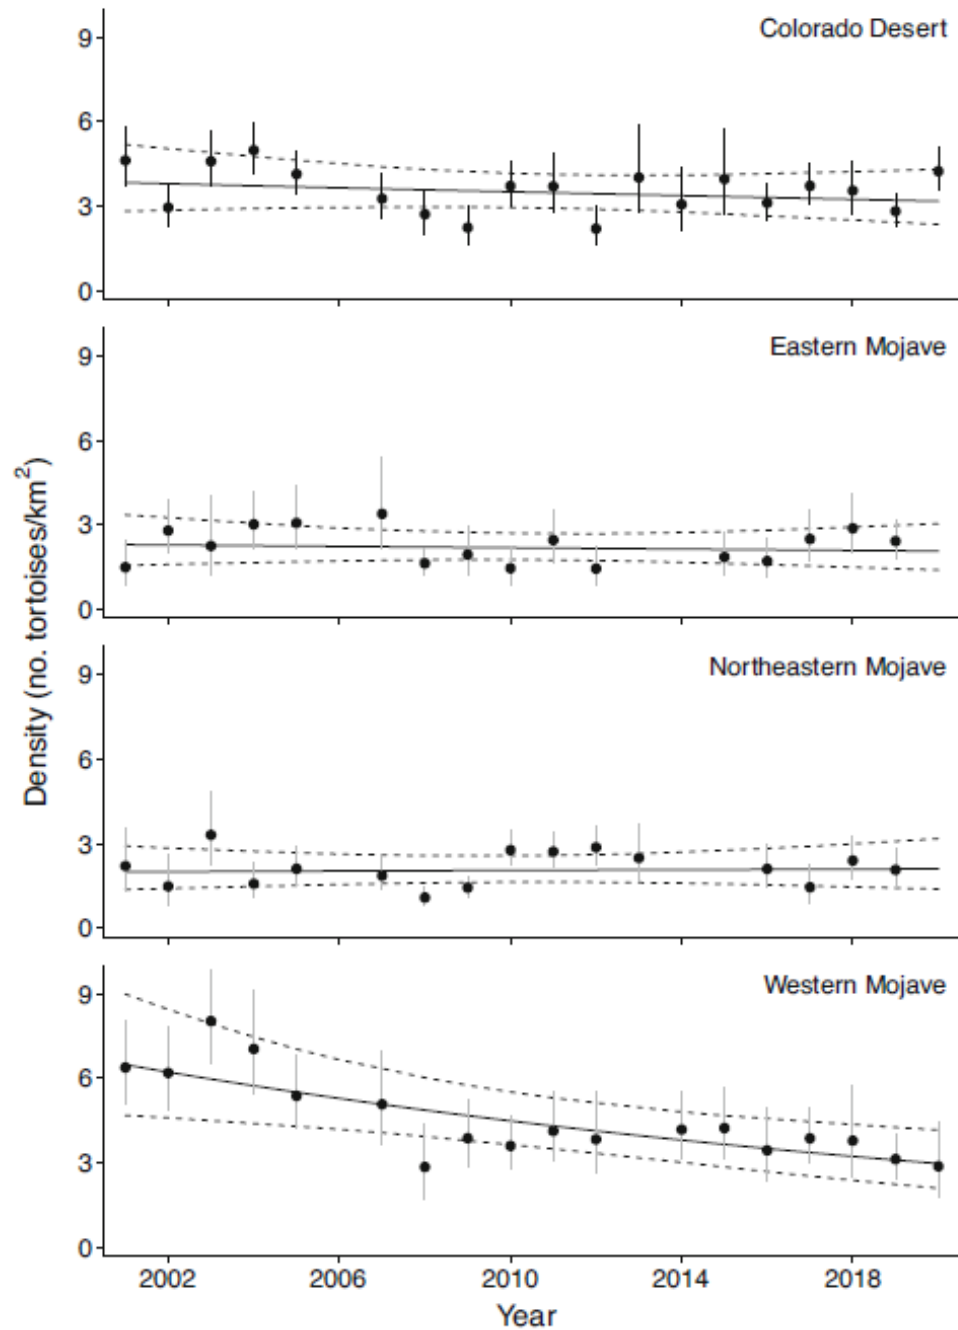 Colorado Desert
9
6
3
0
Eastern Mojave
9
6
3
0
Northeastern Mojave
9
6
3
0
Western Mojave
9
6
3
0
Density (no. tortoises/km²)
2002 2006 2010 2014 2018
Year